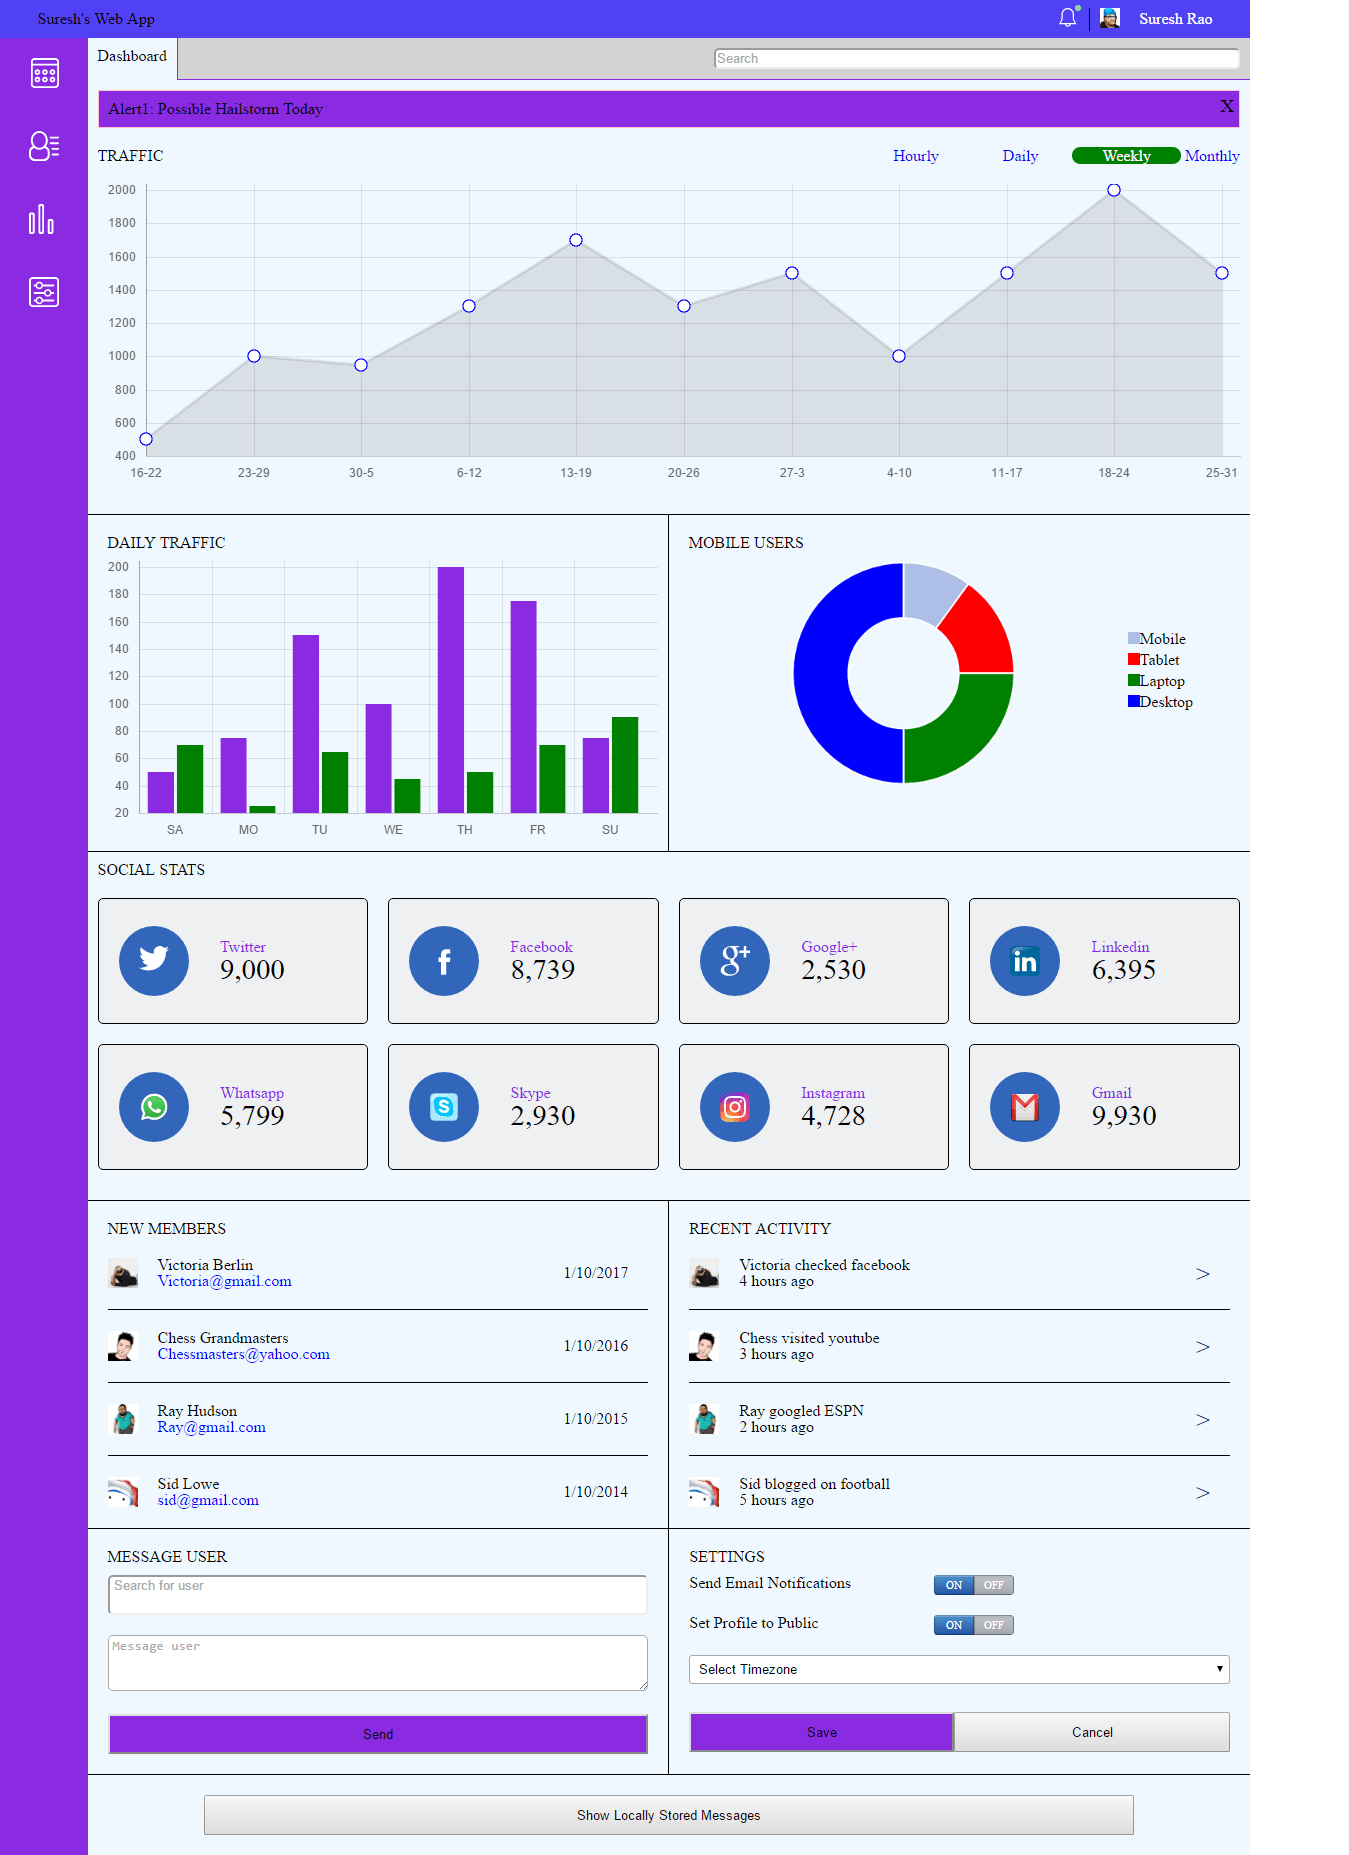 Suresh's Web App
Suresh Rao
Dashboard
Search
Alert1: Possible Hailstorm Today
X
TRAFFIC
Hourly
Daily
Weekly
Monthly
2000
1800
1600
1400
1200
1000
800
600
400
16-22 23-29 30-5 6-12 13-19 20-26 27-3 4-10 11-17 18-24 25-31
DAILY TRAFFIC
200
180
160
140
120
100
80
60
40
20
SA MO TU WE TH FR SU
MOBILE USERS
Mobile
Tablet
Laptop
Desktop
SOCIAL STATS
Twitter
9,000
Facebook
8,739
Google+
2,530
Linkedin
6,395
Whatsapp
5,799
Skype
2,930
Instagram
4,728
Gmail
9,930
NEW MEMBERS
Victoria Berlin
Victoria@gmail.com
1/10/2017
Chess Grandmasters
Chessmasters@yahoo.com
1/10/2016
Ray Hudson
Ray@gmail.com
1/10/2015
Sid Lowe
sid@gmail.com
1/10/2014
RECENT ACTIVITY
Victoria checked facebook
4 hours ago
>
Chess visited youtube
3 hours ago
>
Ray googled ESPN
2 hours ago
>
Sid blogged on football
5 hours ago
>
MESSAGE USER
Search for user
Message user
Send
SETTINGS
Send Email Notifications
ON OFF
Set Profile to Public
ON OFF
Select Timezone
Save
Cancel
Show Locally Stored Messages